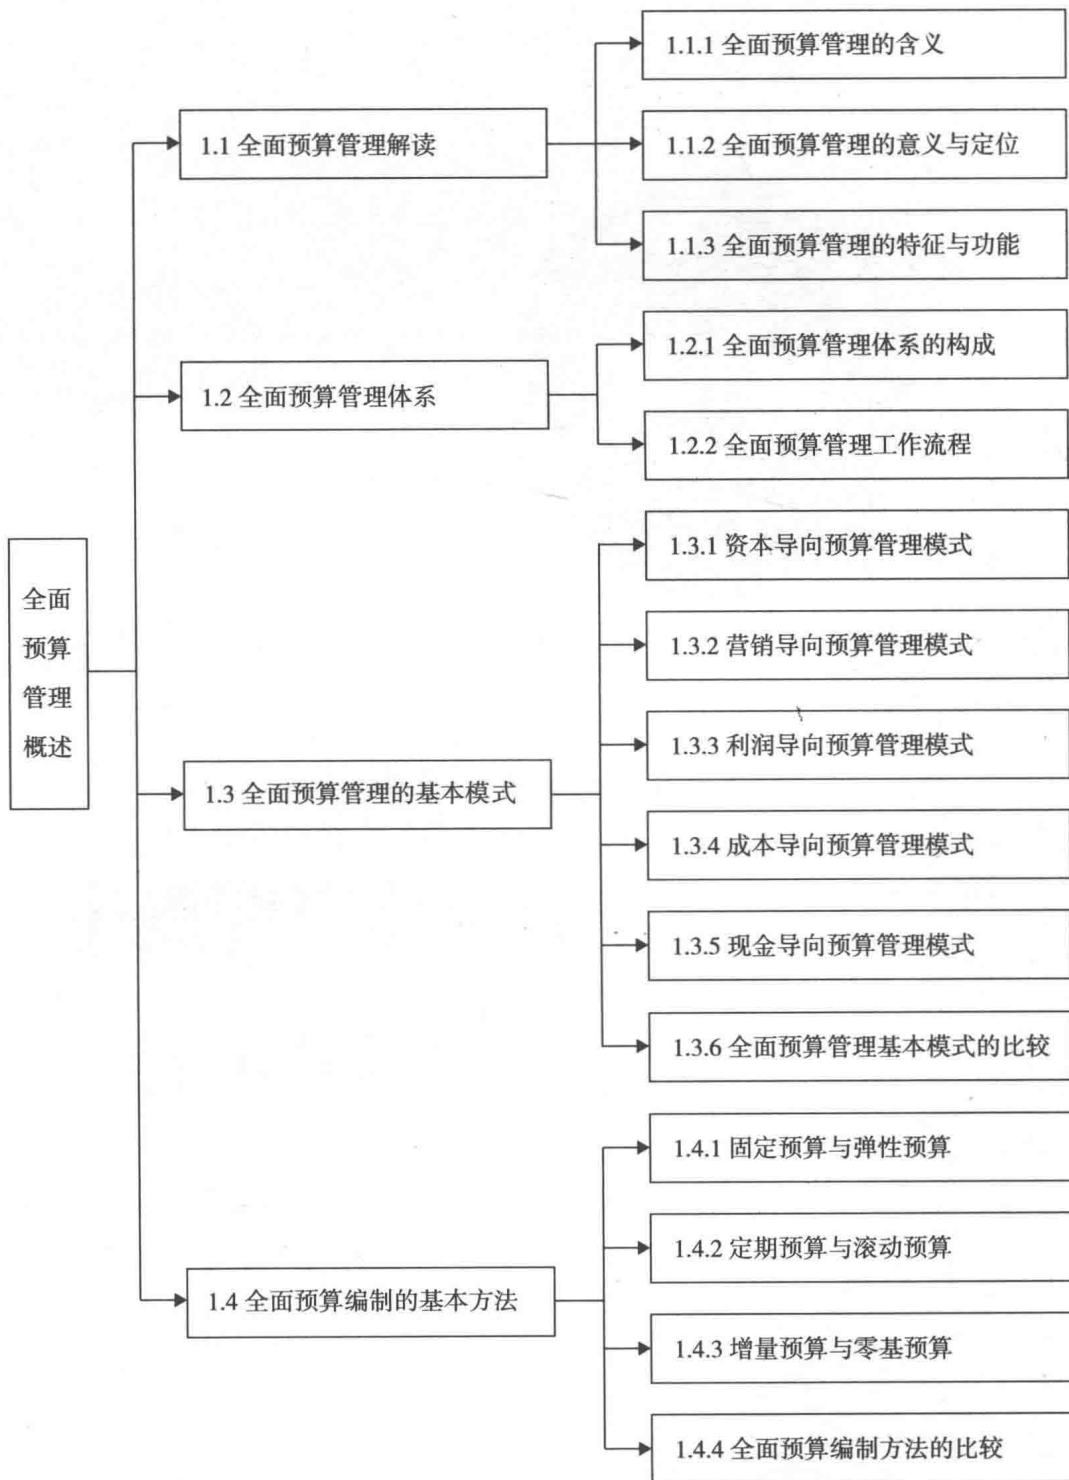 全面
预算
管理
概述
1.1 全面预算管理解读
1.1.1 全面预算管理的含义
1.1.2 全面预算管理的意义与定位
1.1.3 全面预算管理的特征与功能
1.2 全面预算管理体系
1.2.1 全面预算管理体系的构成
1.2.2 全面预算管理工作流程
1.3 全面预算管理的基本模式
1.3.1 资本导向预算管理模式
1.3.2 营销导向预算管理模式
1.3.3 利润导向预算管理模式
1.3.4 成本导向预算管理模式
1.3.5 现金导向预算管理模式
1.3.6 全面预算管理基本模式的比较
1.4 全面预算编制的基本方法
1.4.1 固定预算与弹性预算
1.4.2 定期预算与滚动预算
1.4.3 增量预算与零基预算
1.4.4 全面预算编制方法的比较